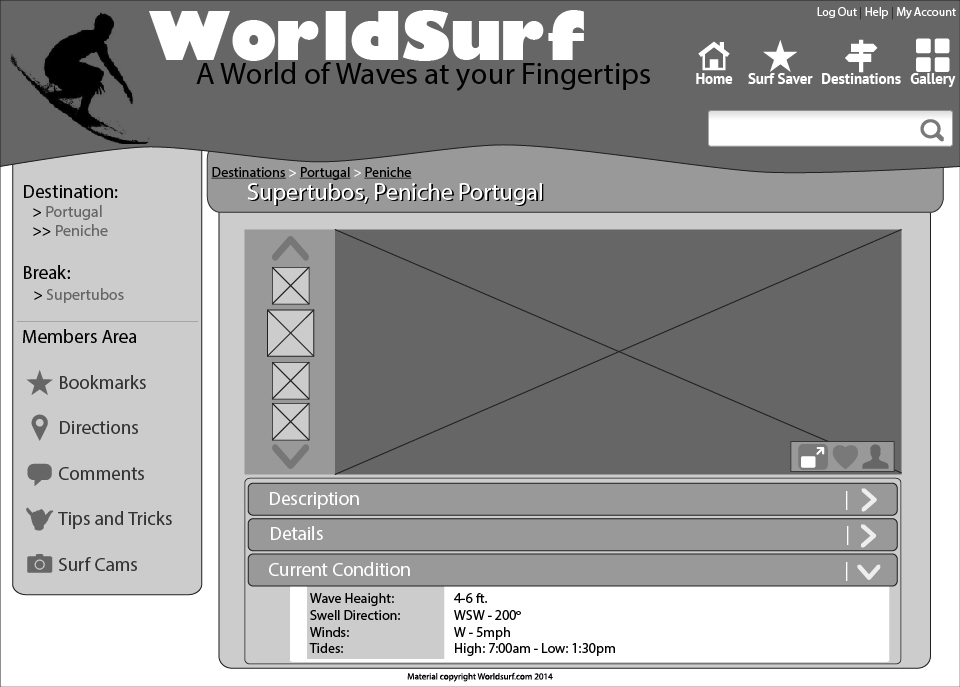 Log Out | Help | My Account
WorldSurf
A World of Waves at your Fingertips
Home Surf Saver Destinations Gallery
Destinations > Portugal > Peniche
Supertubos, Peniche Portugal
Destination:
> Portugal
>> Peniche
Break:
> Supertubos
Members Area
Bookmarks
Directions
Comments
Tips and Tricks
Surf Cams
Description
Details
Current Condition
Wave Heaight: 4-6 ft.
Swell Direction: WSW - 200º
Winds: W - 5mph
Tides: High: 7:00am - Low: 1:30pm
Material copyright Worldsurf.com 2014